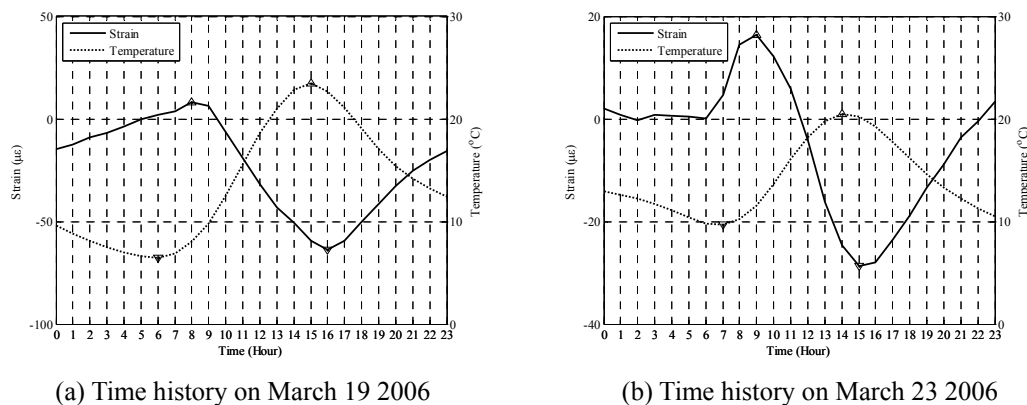 50
0
-50
-100
Strain (με)
Strain
Temperature
30
20
10
0
Temperature (°C)
0 1 2 3 4 5 6 7 8 9 10 11 12 13 14 15 16 17 18 19 20 21 22 23
Time (Hour)
(a) Time history on March 19 2006
20
0
-20
-40
Strain (με)
Strain
Temperature
30
20
10
0
Temperature (°C)
0 1 2 3 4 5 6 7 8 9 10 11 12 13 14 15 16 17 18 19 20 21 22 23
Time (Hour)
(b) Time history on March 23 2006